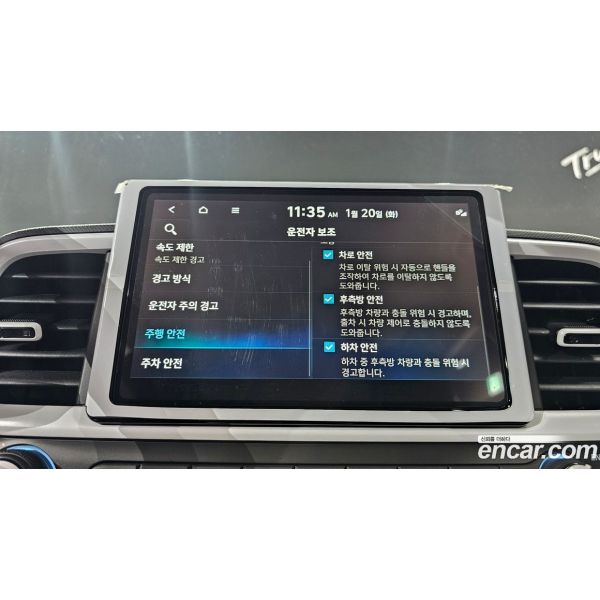 11:35 AM 1월 20일 (화)
운전자 보조
속도 제한
속도 제한 경고
경고 방식
운전자 주의 경고
주행 안전
주차 안전
차로 안전
차로 이탈 위험 시 자동으로 핸들을
조작하여 차로를 이탈하지 않도록
도와줍니다.
후측방 안전
후측방 차량과 충돌 위험 시 경고하며,
출차 시 차량 제어로 충돌하지 않도록
도와줍니다.
하차 안전
하차 중 후측방 차량과 충돌 위험 시
경고합니다.
신뢰를 더하다
encar.com